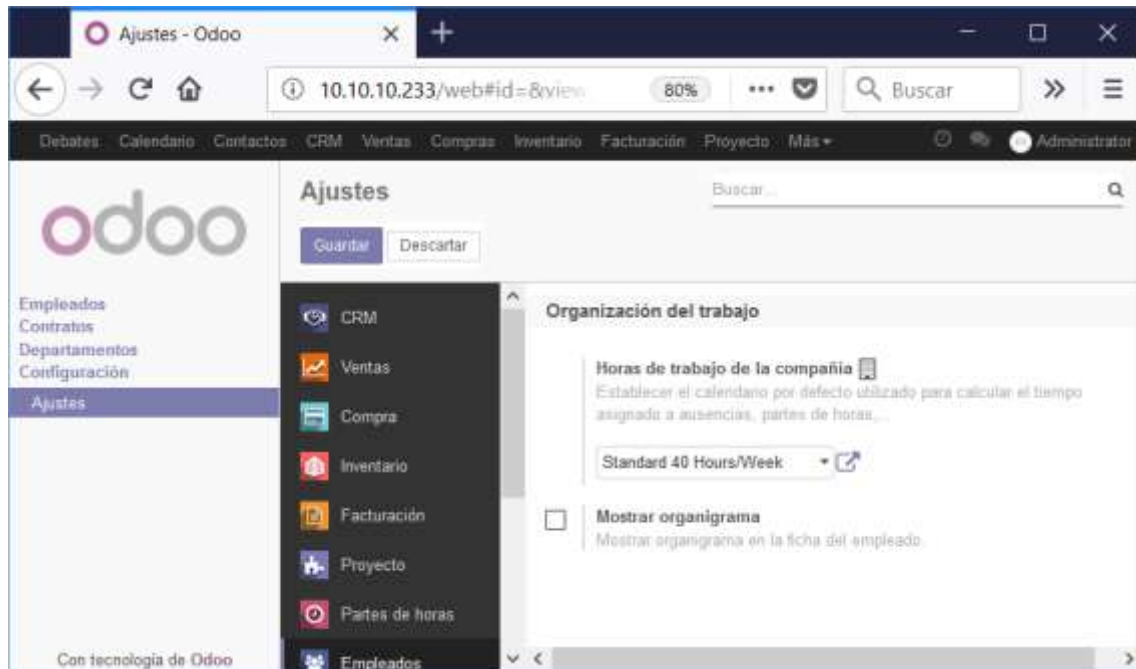 Ajustes - Odoo
10.10.10.233/web#id=&view
80%
Buscar
Debates Calendario Contactos CRM Ventas Compras Inventario Facturación Proyecto Más
Administrator
odoo
Ajustes
Buscar...
Guardar
Descartar
Empleados
Contratos
Departamentos
Configuración
Ajustes
CRM
Ventas
Compra
Inventario
Facturación
Proyecto
Partes de horas
Empleados
Organización del trabajo
Horas de trabajo de la compañía
Establecer el calendario por defecto utilizado para calcular el tiempo
asignado a ausencias, partes de horas,...
Standard 40 Hours/Week
Mostrar organigrama
Mostrar organigrama en la ficha del empleado.
Con tecnología de Odoo